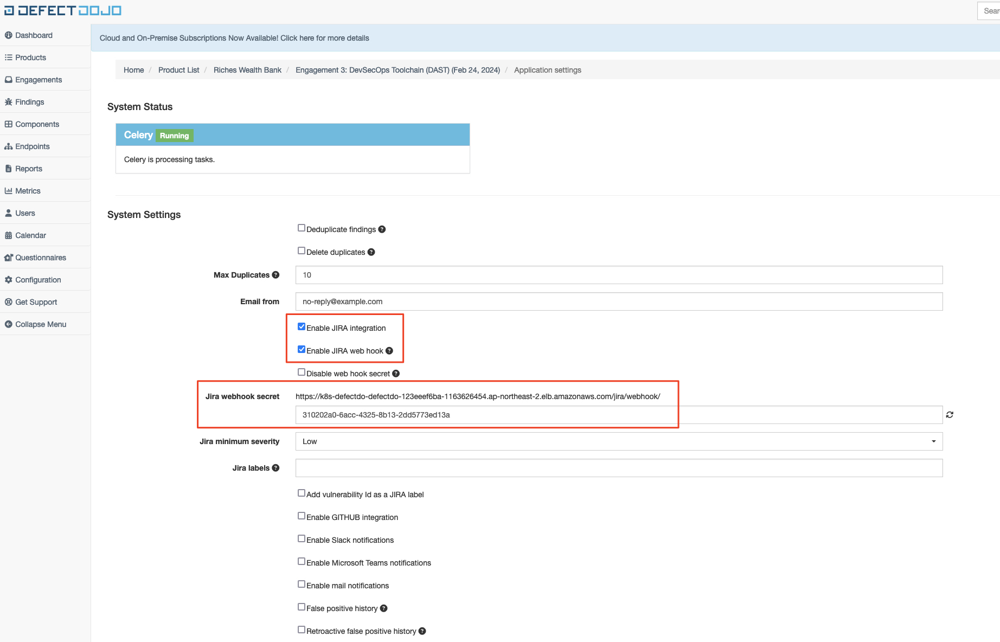 DEFECTDOJO
Sear
Dashboard
Products
Engagements
Findings
Components
Endpoints
Reports
Metrics
Users
Calendar
Questionnaires
Configuration
Get Support
Collapse Menu
Cloud and On-Premise Subscriptions Now Available! Click here for more details
Home / Product List / Riches Wealth Bank / Engagement 3: DevSecOps Toolchain (DAST) (Feb 24, 2024) / Application settings
System Status
Celery Running
Celery is processing tasks.
System Settings
Deduplicate findings ?
Delete duplicates ?
Max Duplicates ? 10
Email from no-reply@example.com
Enable JIRA integration
Enable JIRA web hook ?
Disable web hook secret ?
Jira webhook secret https://k8s-defectdo-defectdo-123eeef6ba-1163626454.ap-northeast-2.elb.amazonaws.com/jira/webhook/
310202a0-6acc-4325-8b13-2dd5773ed13a
Jira minimum severity Low
Jira labels ?
Add vulnerability Id as a JIRA label
Enable GITHUB integration
Enable Slack notifications
Enable Microsoft Teams notifications
Enable mail notifications
False positive history ?
Retroactive false positive history ?